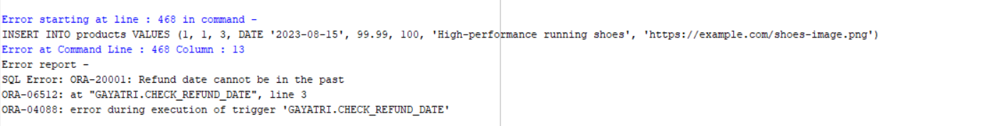 Error starting at line : 468 in command -
INSERT INTO products VALUES (1, 1, 3, DATE '2023-08-15', 99.99, 100, 'High-performance running shoes', 'https://example.com/shoes-image.png')
Error at Command Line : 468 Column : 13
Error report -
SQL Error: ORA-20001: Refund date cannot be in the past
ORA-06512: at "GAYATRI.CHECK_REFUND_DATE", line 3
ORA-04088: error during execution of trigger 'GAYATRI.CHECK_REFUND_DATE'